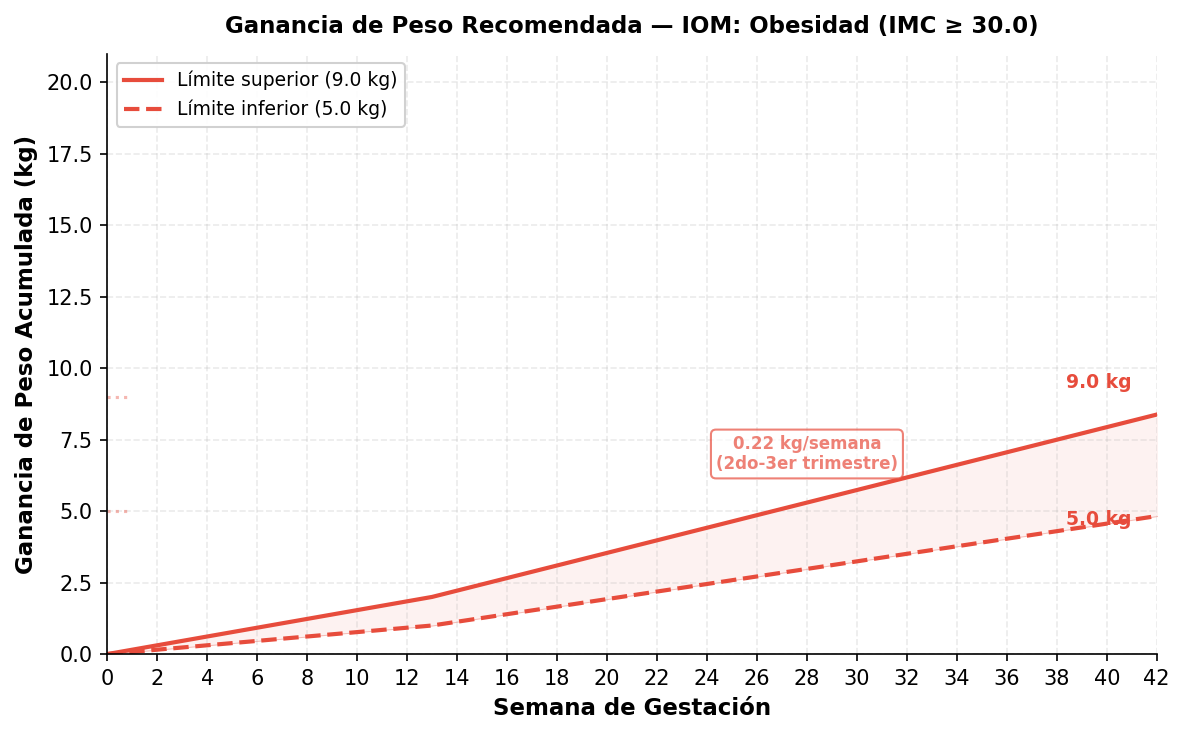 Ganancia de Peso Recomendada — IOM: Obesidad (IMC ≥ 30.0)
Límite superior (9.0 kg)
Límite inferior (5.0 kg)
Ganancia de Peso Acumulada (kg)
20.0
17.5
15.0
12.5
10.0
7.5
5.0
2.5
0.0
9.0 kg
0.22 kg/semana
(2do-3er trimestre)
5.0 kg
0 2 4 6 8 10 12 14 16 18 20 22 24 26 28 30 32 34 36 38 40 42
Semana de Gestación